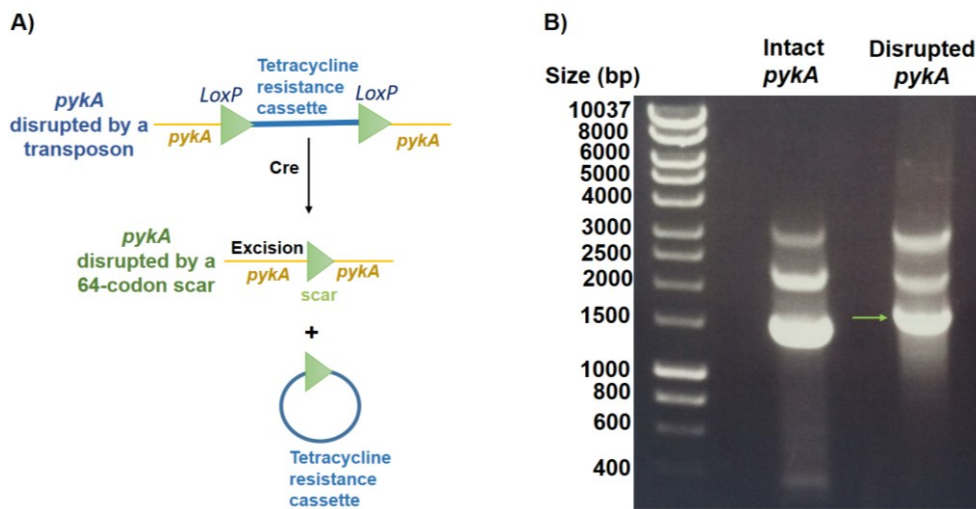 A)
pykA
disrupted by a
transposon
LoxP
Tetracycline
resistance
cassette
LoxP
pykA
pykA
Cre
pykA
disrupted by a
64-codon scar
Excision
pykA
pykA
scar
+
Tetracycline
resistance
cassette
B)
Size (bp)
Intact
pykA
Disrupted
pykA
10037
8000
6000
5000
4000
3000
2500
2000
1500
1000
800
600
400